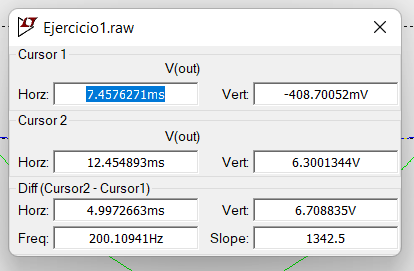 Ejercicio1.raw
Cursor 1
V(out)
Horz: 7.4576271ms Vert: -408.70052mV
Cursor 2
V(out)
Horz: 12.454893ms Vert: 6.3001344V
Diff (Cursor2 - Cursor1)
Horz: 4.9972663ms Vert: 6.708835V
Freq: 200.10941Hz Slope: 1342.5